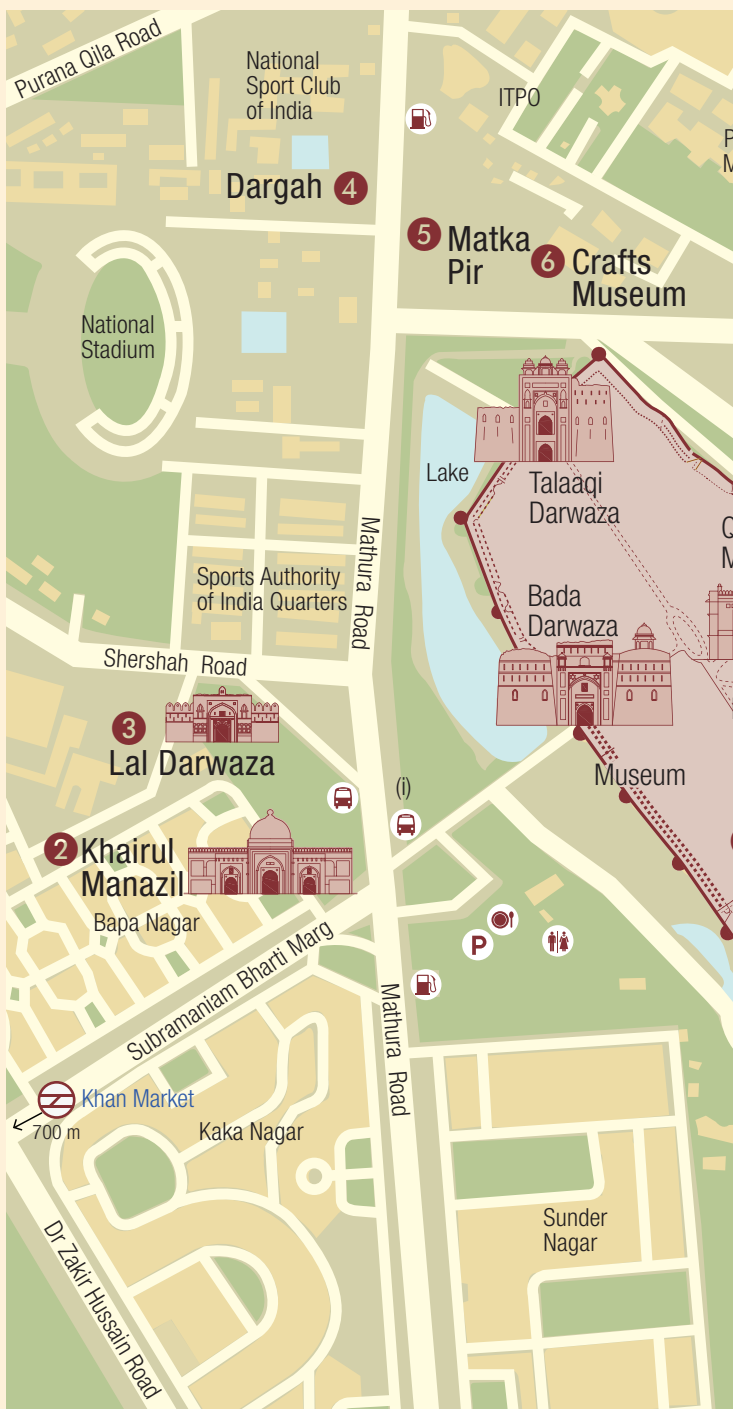 Purana Qila Road
National
Sport Club
of India
ITPO
P
M
Dargah 4
5 Matka
Pir
6 Crafts
Museum
National
Stadium
Lake
Talaaqi
Darwaza
Q
M
Mathura Road
Sports Authority
of India Quarters
Bada
Darwaza
Shershah Road
3
Lal Darwaza
Museum
(i)
2 Khairul
Manazil
Bapa Nagar
P
Subramaniam Bharti Marg
Mathura Road
Khan Market
700 m
Kaka Nagar
Sunder
Nagar
Dr Zakir Hussain Road